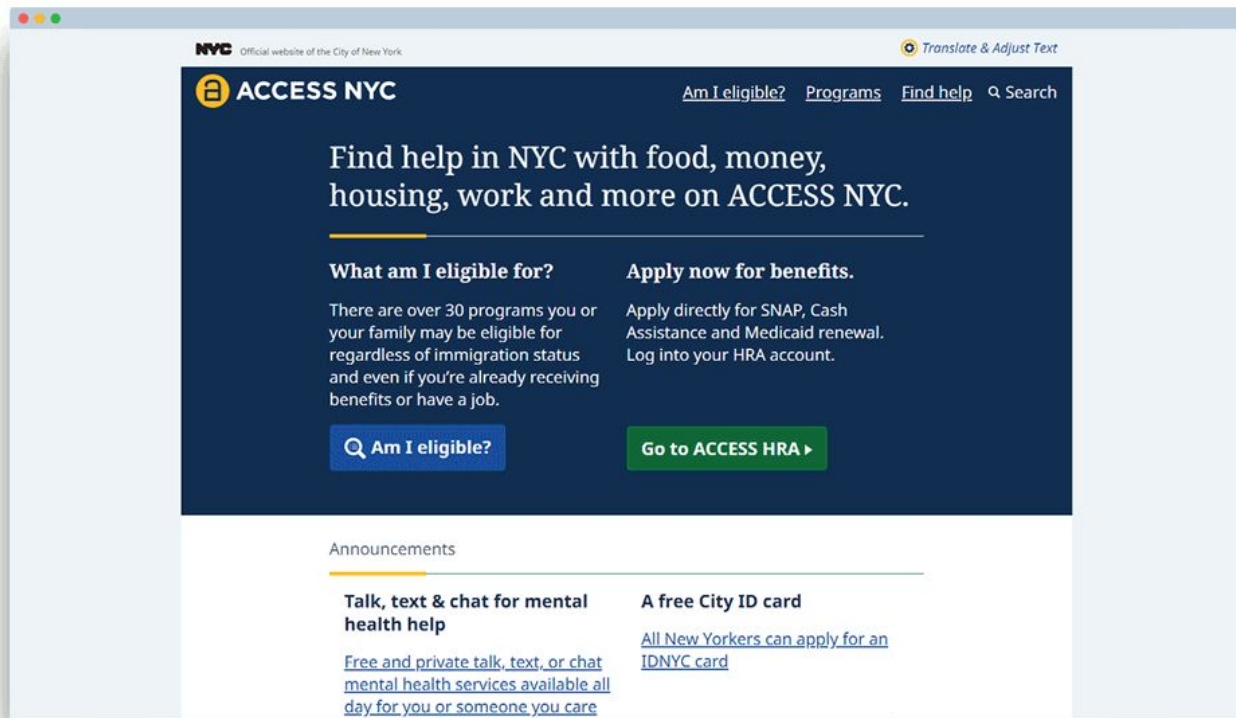 NYC Official website of the City of New York
Translate & Adjust Text
ACCESS NYC
Am I eligible? Programs Find help Search
Find help in NYC with food, money,
housing, work and more on ACCESS NYC.
What am I eligible for?
There are over 30 programs you or
your family may be eligible for
regardless of immigration status
and even if you're already receiving
benefits or have a job.
Am I eligible?
Apply now for benefits.
Apply directly for SNAP, Cash
Assistance and Medicaid renewal.
Log into your HRA account.
Go to ACCESS HRA
Announcements
Talk, text & chat for mental
health help
Free and private talk, text, or chat
mental health services available all
day for you or someone you care
A free City ID card
All New Yorkers can apply for an
IDNYC card